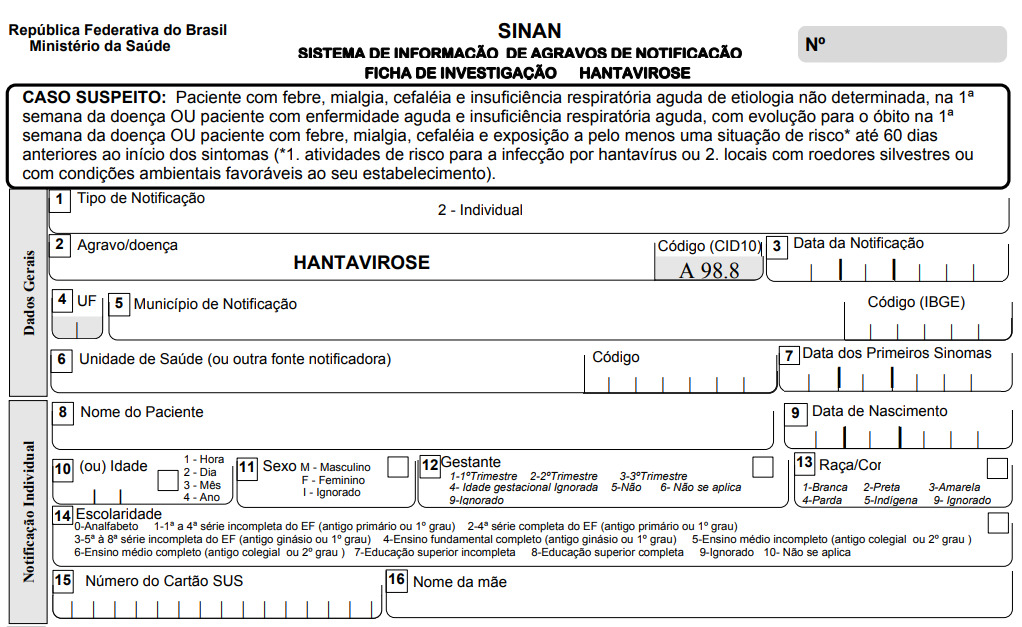 República Federativa do Brasil
Ministério da Saúde
SINAN
SISTEMA DE INFORMAÇÃO DE AGRAVOS DE NOTIFICAÇÃO
FICHA DE INVESTIGAÇÃO HANTAVIROSE
Nº
CASO SUSPEITO: Paciente com febre, mialgia, cefaléia e insuficiência respiratória aguda de etiologia não determinada, na 1ª
semana da doença OU paciente com enfermidade aguda e insuficiência respiratória aguda, com evolução para o óbito na 1ª
semana da doença OU paciente com febre, mialgia, cefaléia e exposição a pelo menos uma situação de risco* até 60 dias
anteriores ao início dos sintomas (*1. atividades de risco para a infecção por hantavírus ou 2. locais com roedores silvestres ou
com condições ambientais favoráveis ao seu estabelecimento).
Dados Gerais
1 Tipo de Notificação
2 - Individual
2 Agravo/doença
HANTAVIROSE
Código (CID10)
A 98.8
3 Data da Notificação
4 UF
5 Município de Notificação
Código (IBGE)
6 Unidade de Saúde (ou outra fonte notificadora)
Código
7 Data dos Primeiros Sinomas
Notificação Individual
8 Nome do Paciente
9 Data de Nascimento
10 (ou) Idade
1 - Hora
2 - Dia
3 - Mês
4 - Ano
11 Sexo M - Masculino
F - Feminino
I - Ignorado
12 Gestante
1-1ºTrimestre 2-2ºTrimestre 3-3ºTrimestre
4- Idade gestacional Ignorada 5-Não 6- Não se aplica
9-Ignorado
13 Raça/Cor
1-Branca 2-Preta 3-Amarela
4-Parda 5-Indígena 9- Ignorado
14 Escolaridade
0-Analfabeto 1-1ª a 4ª série incompleta do EF (antigo primário ou 1º grau) 2-4ª série completa do EF (antigo primário ou 1º grau)
3-5ª à 8ª série incompleta do EF (antigo ginásio ou 1º grau) 4-Ensino fundamental completo (antigo ginásio ou 1º grau) 5-Ensino médio incompleto (antigo colegial ou 2º grau )
6-Ensino médio completo (antigo colegial ou 2º grau ) 7-Educação superior incompleta 8-Educação superior completa 9-Ignorado 10- Não se aplica
15 Número do Cartão SUS
16 Nome da mãe